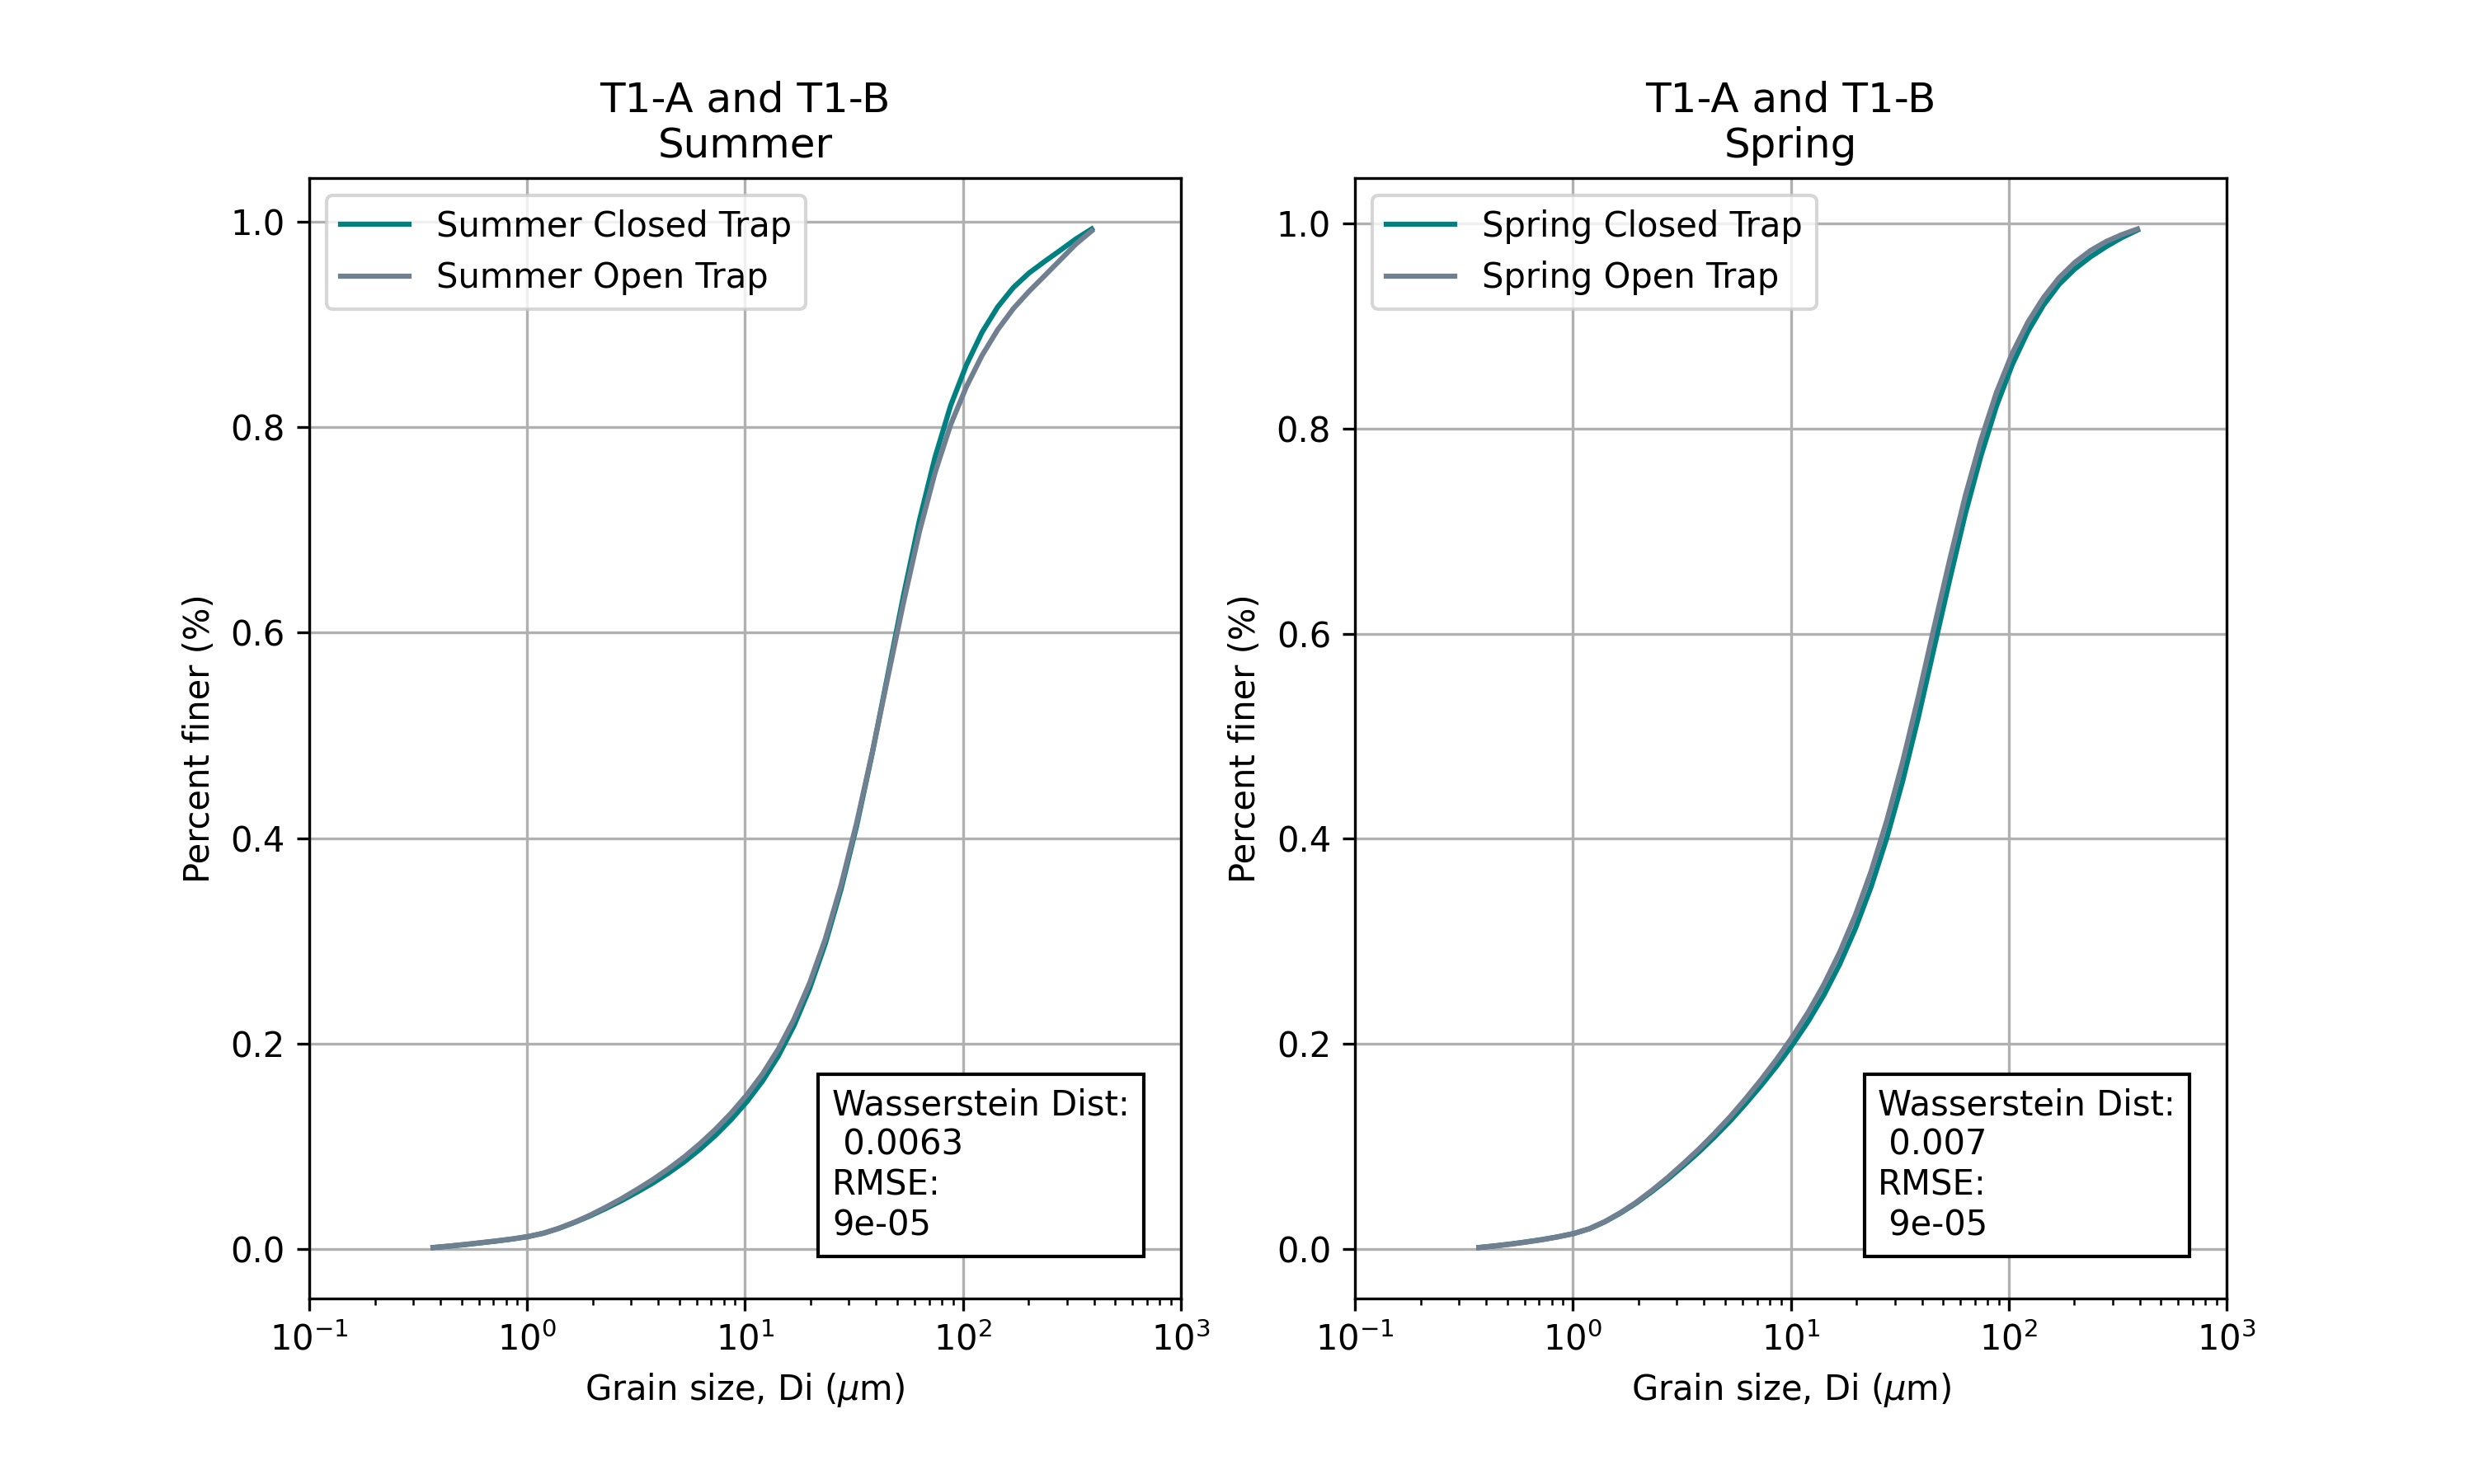 T1-A and T1-B
Summer
Summer Closed Trap
Summer Open Trap
1.0
0.8
0.6
0.4
0.2
0.0
Percent finer (%)
Wasserstein Dist:
0.0063
RMSE:
9e-05
10⁻¹ 10⁰ 10¹ 10² 10³
Grain size, Di (μm)
T1-A and T1-B
Spring
Spring Closed Trap
Spring Open Trap
1.0
0.8
0.6
0.4
0.2
0.0
Percent finer (%)
Wasserstein Dist:
0.007
RMSE:
9e-05
10⁻¹ 10⁰ 10¹ 10² 10³
Grain size, Di (μm)